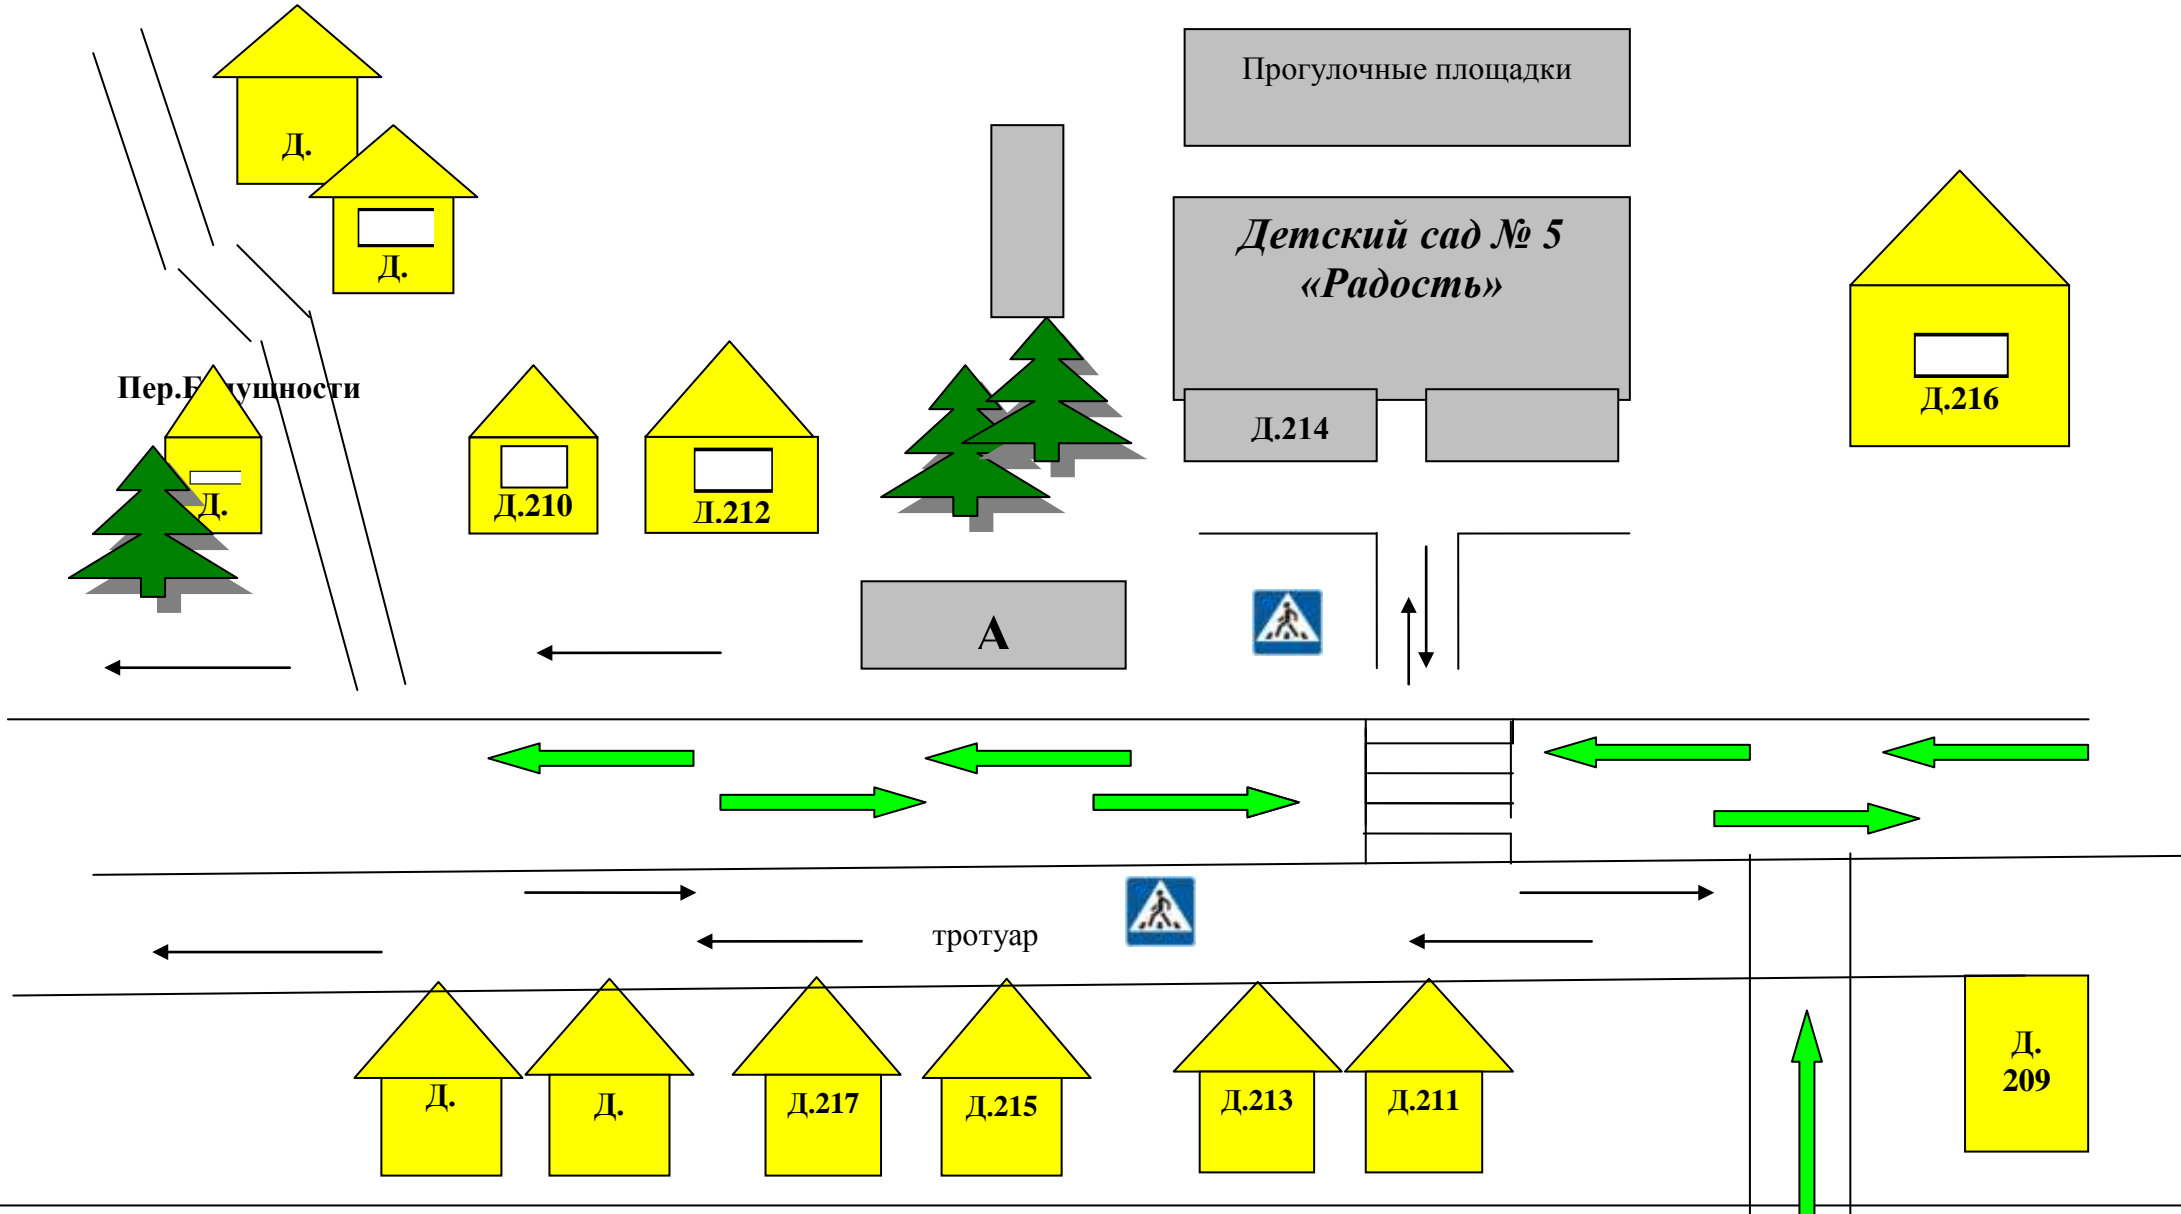 Прогулочные площадки
Д.
Детский сад № 5
«Радость»
Д.
Д.216
Д.214
Д.
Д.210
Д.212
А
тротуар
Д.
Д.
Д.217
Д.215
Д.213
Д.211
Д.
209